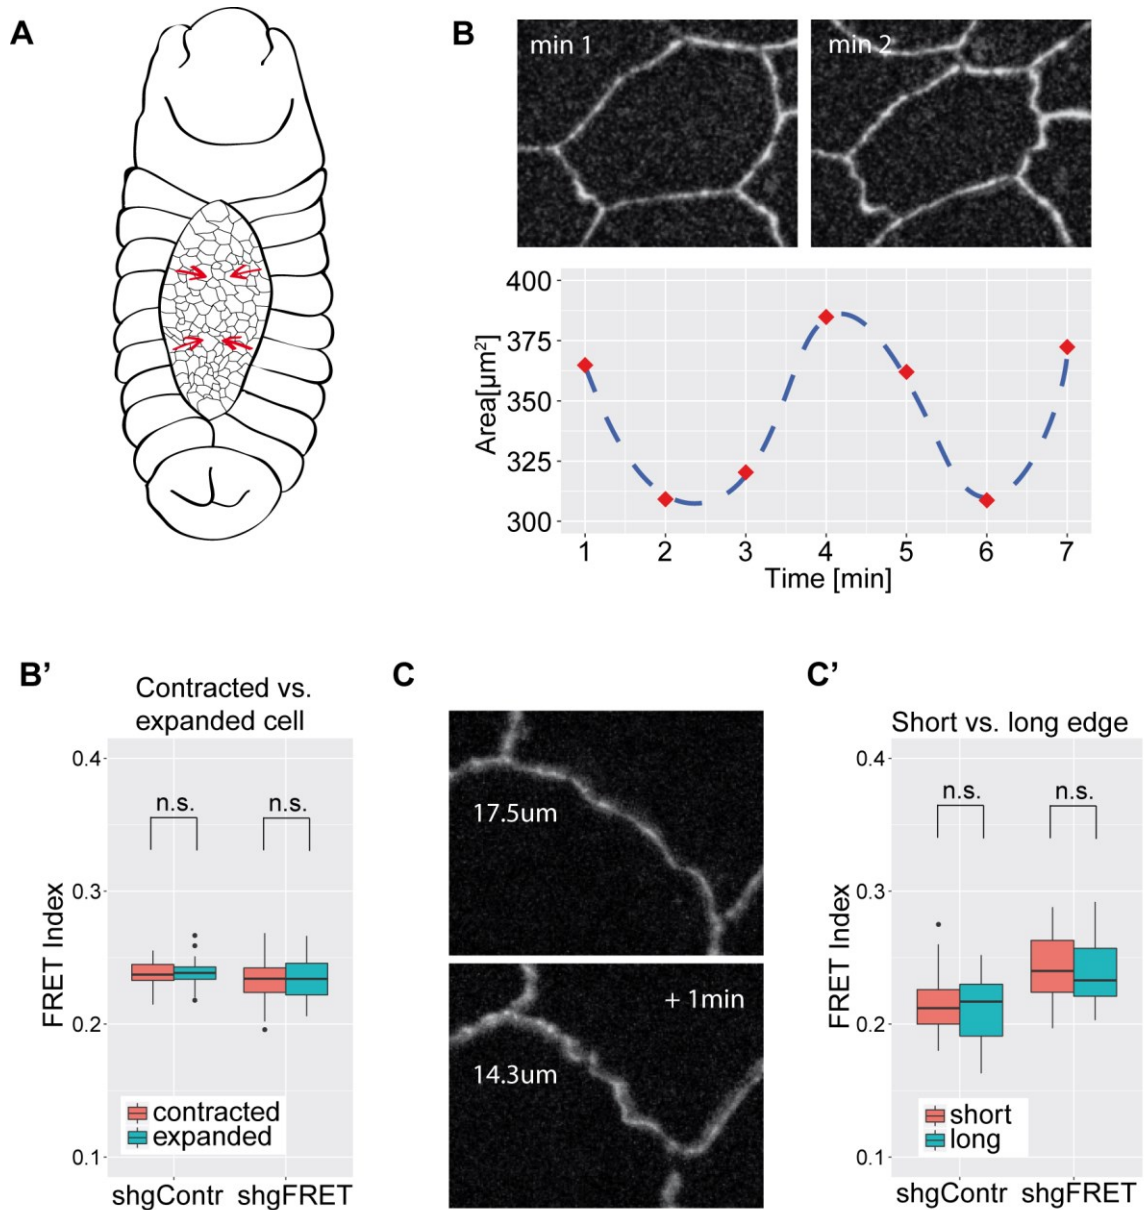 A
B
min 1
min 2
400
375
350
325
300
Area[µm²]
1 2 3 4 5 6 7
Time [min]
B’
Contracted vs.
expanded cell
0.4
0.3
0.2
0.1
FRET Index
n.s. n.s.
contracted
expanded
shgContr shgFRET
C
17.5um
+ 1min
14.3um
C’
Short vs. long edge
0.4
0.3
0.2
0.1
FRET Index
n.s. n.s.
short
long
shgContr shgFRET